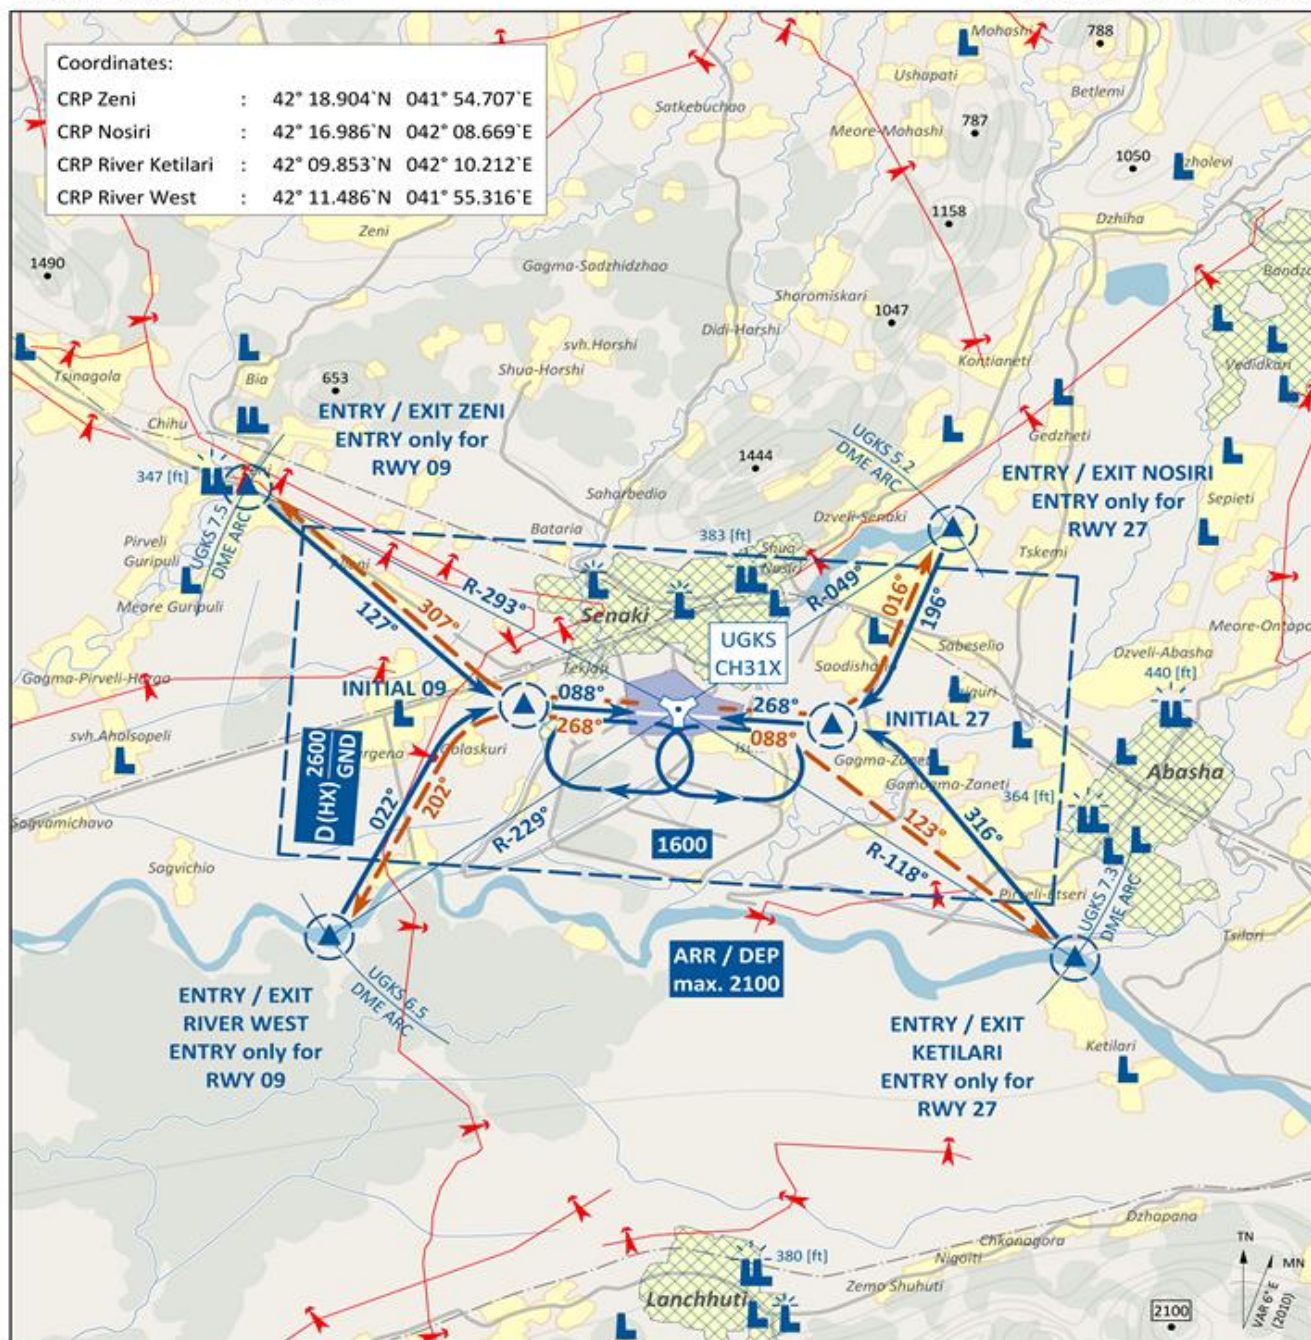 Coordinates:
CRP Zeni : 42° 18.904`N 041° 54.707`E
CRP Nosiri : 42° 16.986`N 042° 08.669`E
CRP River Ketilari : 42° 09.853`N 042° 10.212`E
CRP River West : 42° 11.486`N 041° 55.316`E
Mohashi
788
Ushapati
Betlemi
Satkebuchao
Meore-Mohashi
787
1050
1158
Dzhiha
Zeni
1490
Gagma-Sadzhidzhao
Shoromiskari
1047
Didi-Horshi
svh.Horshi
Shua-Horshi
Kontianeti
Vedidkari
Tsinagola
Bia
653
Chihu
ENTRY / EXIT ZENI
ENTRY only for
RWY 09
UGKS 5.2
DME ARC
Gedzheti
1444
ENTRY / EXIT NOSIRI
ENTRY only for
RWY 27
347 [ft]
Saharbedio
Sepieti
UGKS 7.5
DME ARC
Bataria
Dzveli-Senaki
383 [ft]
Shua-
Nosiri
Tskemi
Pirveli
Guripuli
Meore Guripuli
R-293°
R-049°
016°
196°
Senaki
307°
127°
UGKS
CH31X
Sabeselio
Dzveli-Abasha
440 [ft]
Gagma-Pirveli-Harga
Teklati
INITIAL 09
088°
268°
268°
088°
INITIAL 27
svh.Aholsopeli
Golaskuri
Gagma-Zaneti
Gamogma-Zaneti
Abasha
D (HX) 2600
GND
364 [ft]
022°
202°
R-229°
1600
123°
316°
R-118°
Sagvamichavo
Sagvichio
Pirveli-Etseri
UGKS 7.3
DME ARC
Tsilori
ARR / DEP
max. 2100
UGKS 6.5
DME ARC
ENTRY / EXIT
RIVER WEST
ENTRY only for
RWY 09
ENTRY / EXIT
KETILARI
ENTRY only for
RWY 27
Ketilari
Dzhapana
Chkonagora
Nigoiti
380 [ft]
Zemo Shuhuti
Lanchhuti
2100
TN
MN
VAR 6° E
(2010)